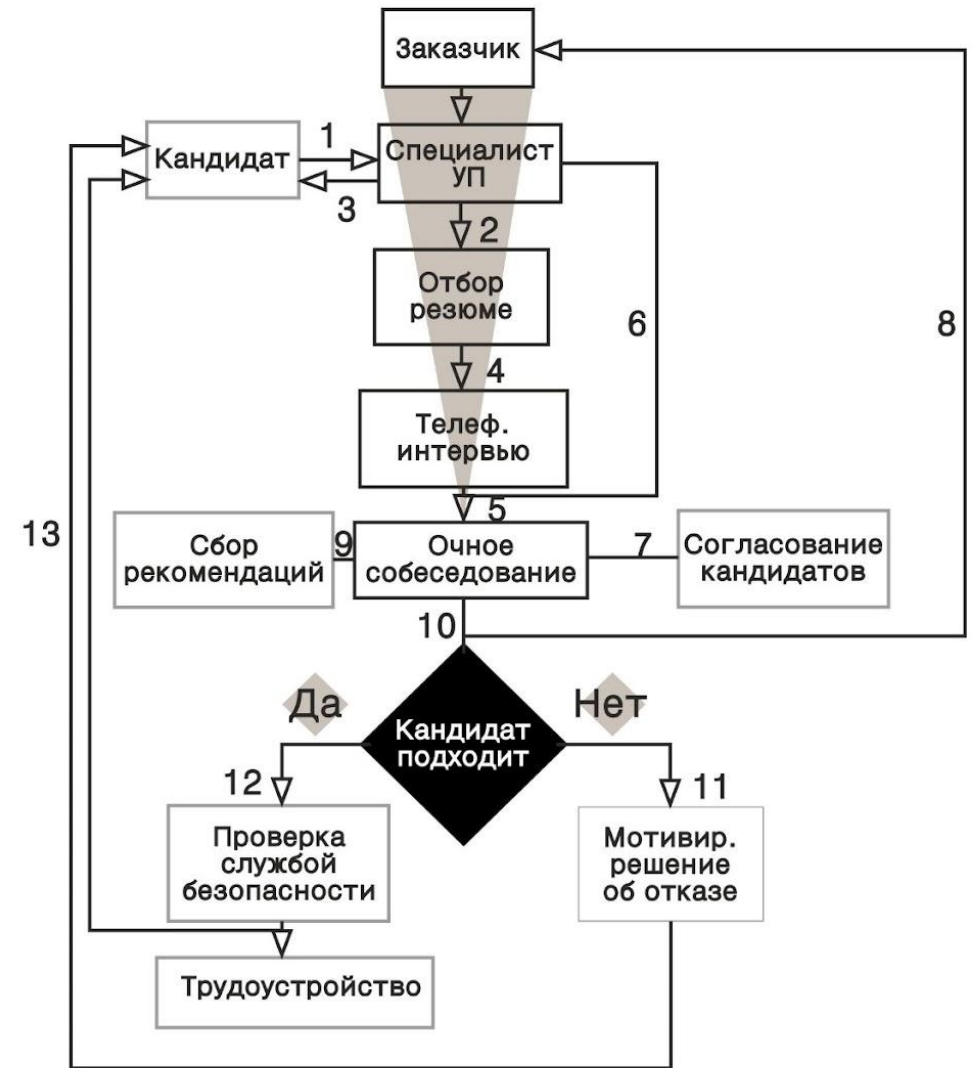 Заказчик
Кандидат
1
Специалист
УП
3
2
Отбор
резюме
6
8
4
Телеф.
интервью
5
13
Сбор
рекомендаций
9
Очное
собеседование
7
Согласование
кандидатов
10
Да
Нет
Кандидат
подходит
12
11
Проверка
службой
безопасности
Мотивир.
решение
об отказе
Трудоустройство